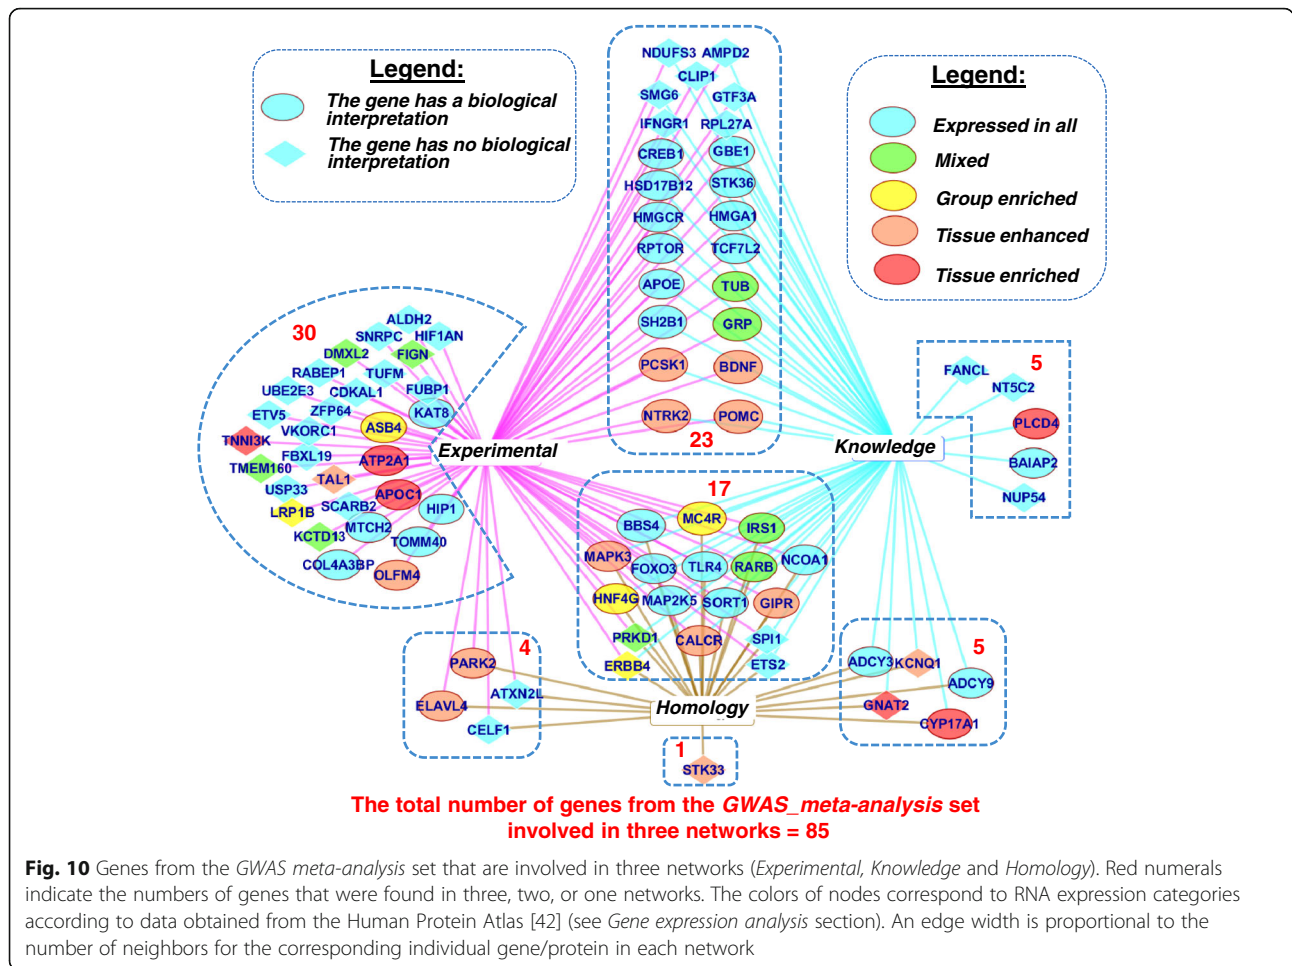 Legend:
The gene has a biological
interpretation
The gene has no biological
interpretation
NDUFS3 AMPD2
CLIP1
SMG6 GTF3A
IFNGR1 RPL27A
CREB1 GBE1
HSD17B12 STK36
HMGCR HMGA1
RPTOR TCF7L2
APOE TUB
SH2B1 GRP
PCSK1 BDNF
NTRK2 POMC
23
Legend:
Expressed in all
Mixed
Group enriched
Tissue enhanced
Tissue enriched
30
ALDH2
SNRPC HIF1AN
DMXL2 FIGN
RABEP1 TUFM
UBE2E3 CDKAL1 FUBP1
ETV5 ZFP64 KAT8
VKORC1 ASB4
TNNI3K
FBXL19 ATP2A1
TMEM160 TAL1
USP33 APOC1
LRP1B SCARB2 HIP1
KCTD13 MTCH2
TOMM40
COL4A3BP OLFM4
Experimental
Knowledge
5
FANCL
NT5C2
PLCD4
BAIAP2
NUP54
17
BBS4 MC4R IRS1
MAPK3 FOXO3 TLR4 RARB NCOA1
HNF4G MAP2K5 SORT1 GIPR
PRKD1 CALCR SPI1
ERBB4 ETS2
4
PARK2
ATXN2L
ELAVL4
CELF1
Homology
5
ADCY3 KCNQ1
ADCY9
GNAT2
CYP17A1
1
STK33
The total number of genes from the GWAS_meta-analysis set
involved in three networks = 85
Fig. 10 Genes from the GWAS meta-analysis set that are involved in three networks (Experimental, Knowledge and Homology). Red numerals
indicate the numbers of genes that were found in three, two, or one networks. The colors of nodes correspond to RNA expression categories
according to data obtained from the Human Protein Atlas [42] (see Gene expression analysis section). An edge width is proportional to the
number of neighbors for the corresponding individual gene/protein in each network